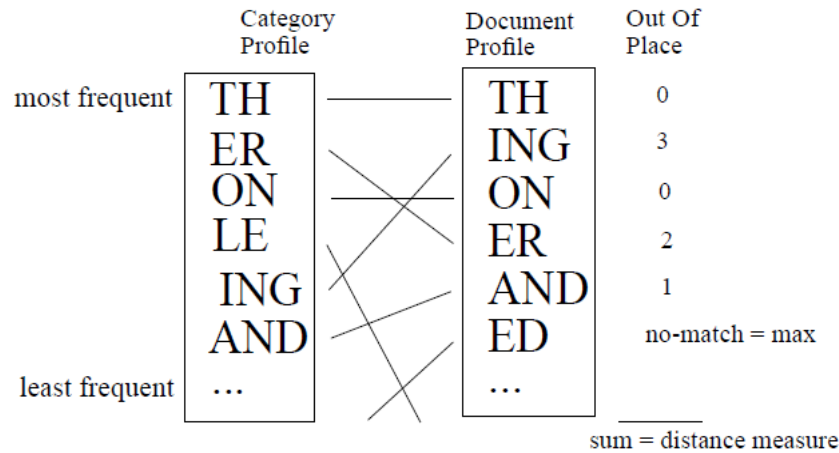 Category Profile
Document Profile
Out Of Place
most frequent
TH
TH
0
ER
ING
3
ON
ON
0
LE
ER
2
ING
AND
1
AND
ED
no-match = max
least frequent
...
...
sum = distance measure